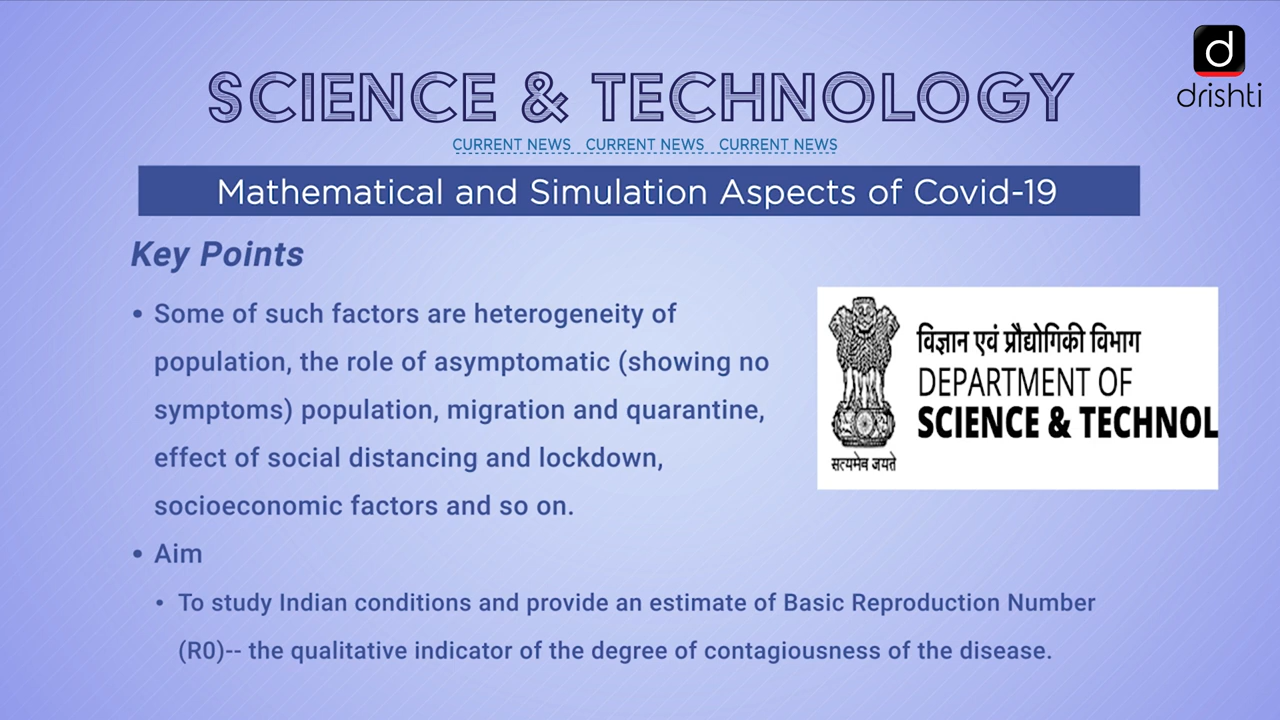 d
drishti
SCIENCE & TECHNOLOGY
CURRENT NEWS CURRENT NEWS CURRENT NEWS
Mathematical and Simulation Aspects of Covid-19
Key Points
• Some of such factors are heterogeneity of
population, the role of asymptomatic (showing no
symptoms) population, migration and quarantine,
effect of social distancing and lockdown,
socioeconomic factors and so on.
विज्ञान एवं प्रौद्योगिकी विभाग
DEPARTMENT OF
SCIENCE & TECHNOL
सत्यमेव जयते
• Aim
• To study Indian conditions and provide an estimate of Basic Reproduction Number
(R0)-- the qualitative indicator of the degree of contagiousness of the disease.